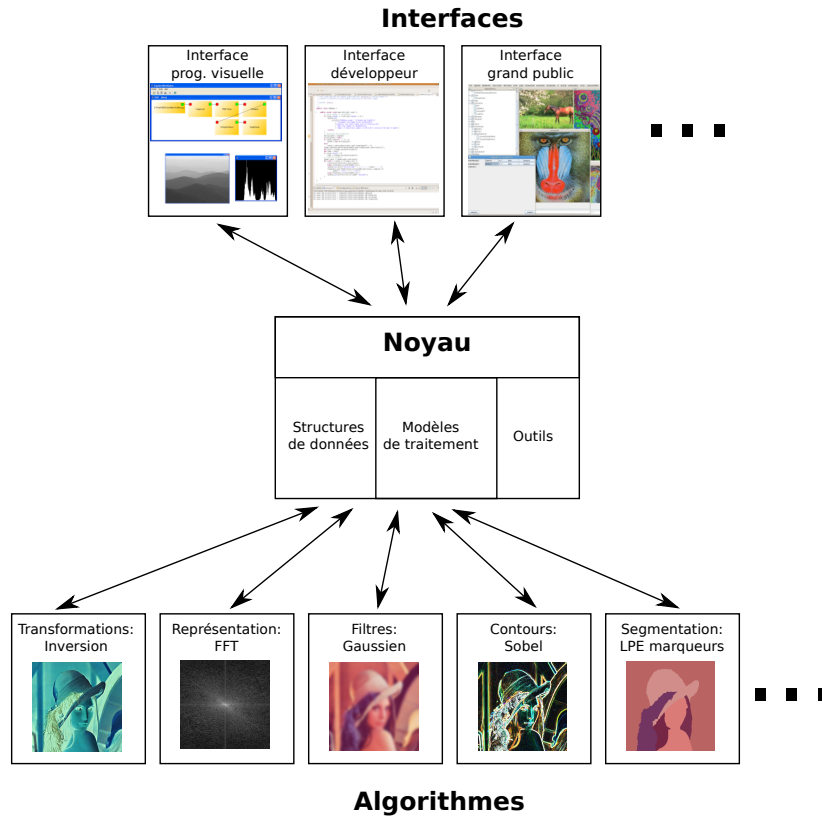 Interfaces
Interface
prog. visuelle
Interface
développeur
Interface
grand public
Noyau
Structures
de données
Modèles
de traitement
Outils
Transformations:
Inversion
Représentation:
FFT
Filtres:
Gaussien
Contours:
Sobel
Segmentation:
LPE marqueurs
Algorithmes